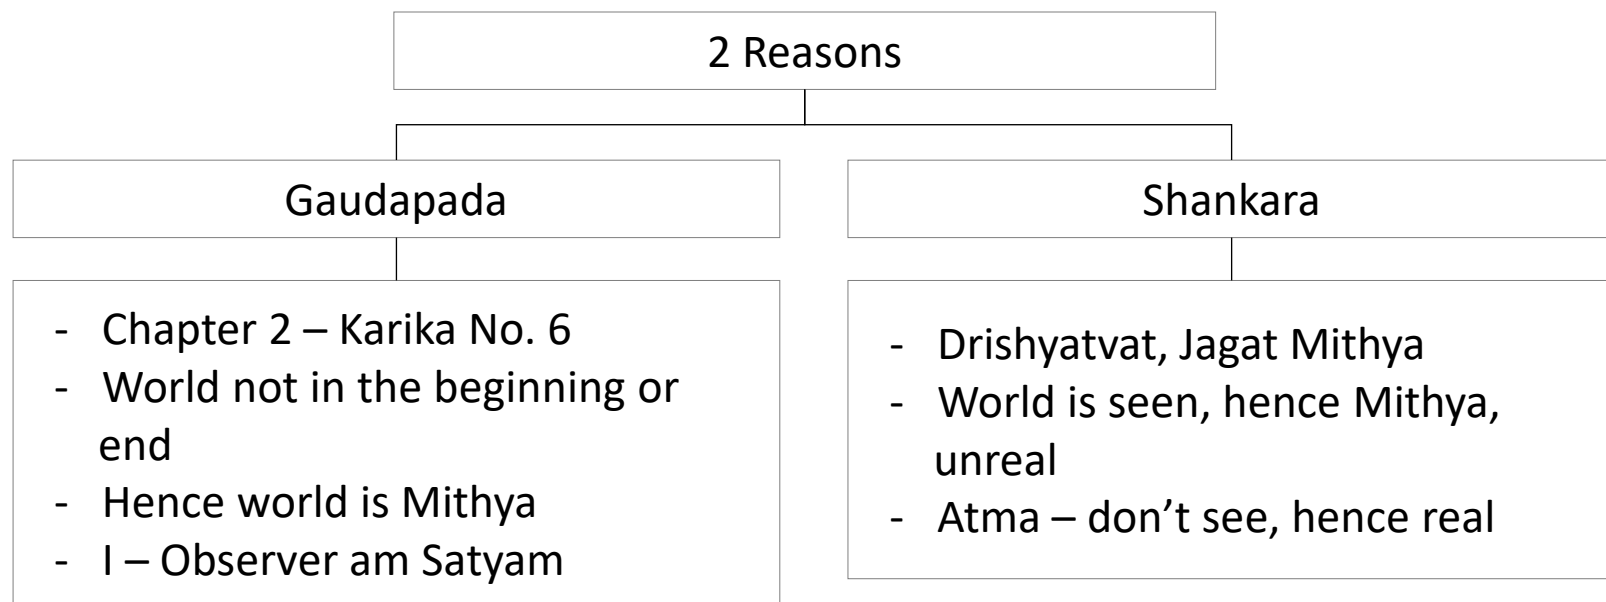 2 Reasons
Gaudapada
- Chapter 2 – Karika No. 6
- World not in the beginning or
end
- Hence world is Mithya
- I – Observer am Satyam
Shankara
- Drishyatvat, Jagat Mithya
- World is seen, hence Mithya,
unreal
- Atma – don’t see, hence real